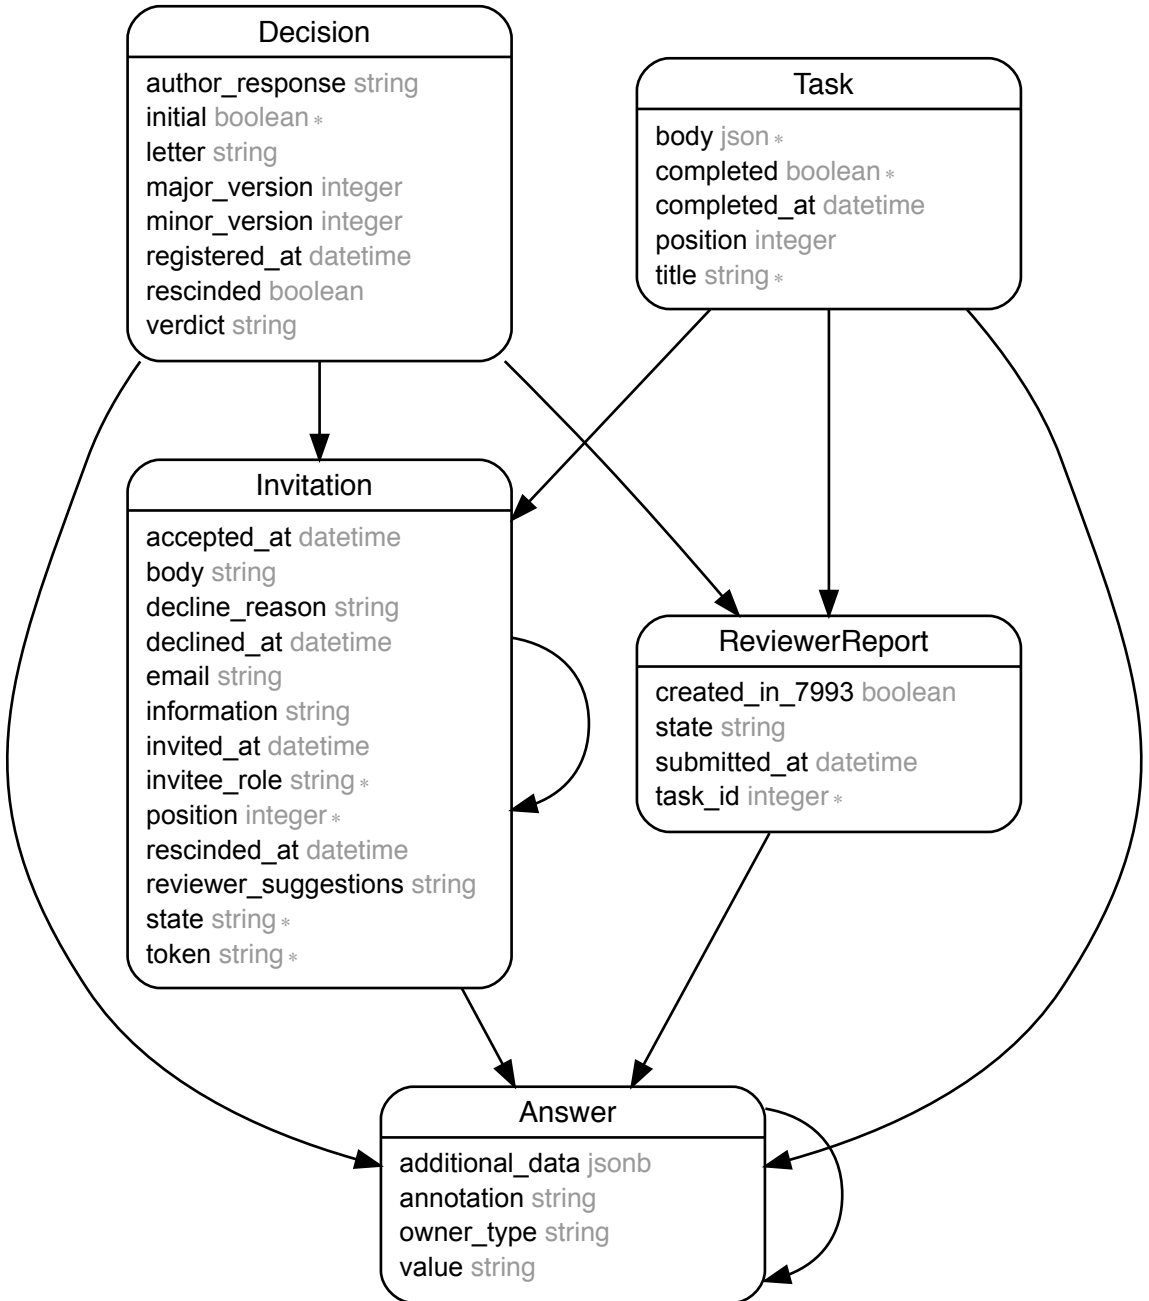 Decision
author_response string
initial boolean *
letter string
major_version integer
minor_version integer
registered_at datetime
rescinded boolean
verdict string
Task
body json *
completed boolean *
completed_at datetime
position integer
title string *
Invitation
accepted_at datetime
body string
decline_reason string
declined_at datetime
email string
information string
invited_at datetime
invitee_role string *
position integer *
rescinded_at datetime
reviewer_suggestions string
state string *
token string *
ReviewerReport
created_in_7993 boolean
state string
submitted_at datetime
task_id integer *
Answer
additional_data jsonb
annotation string
owner_type string
value string